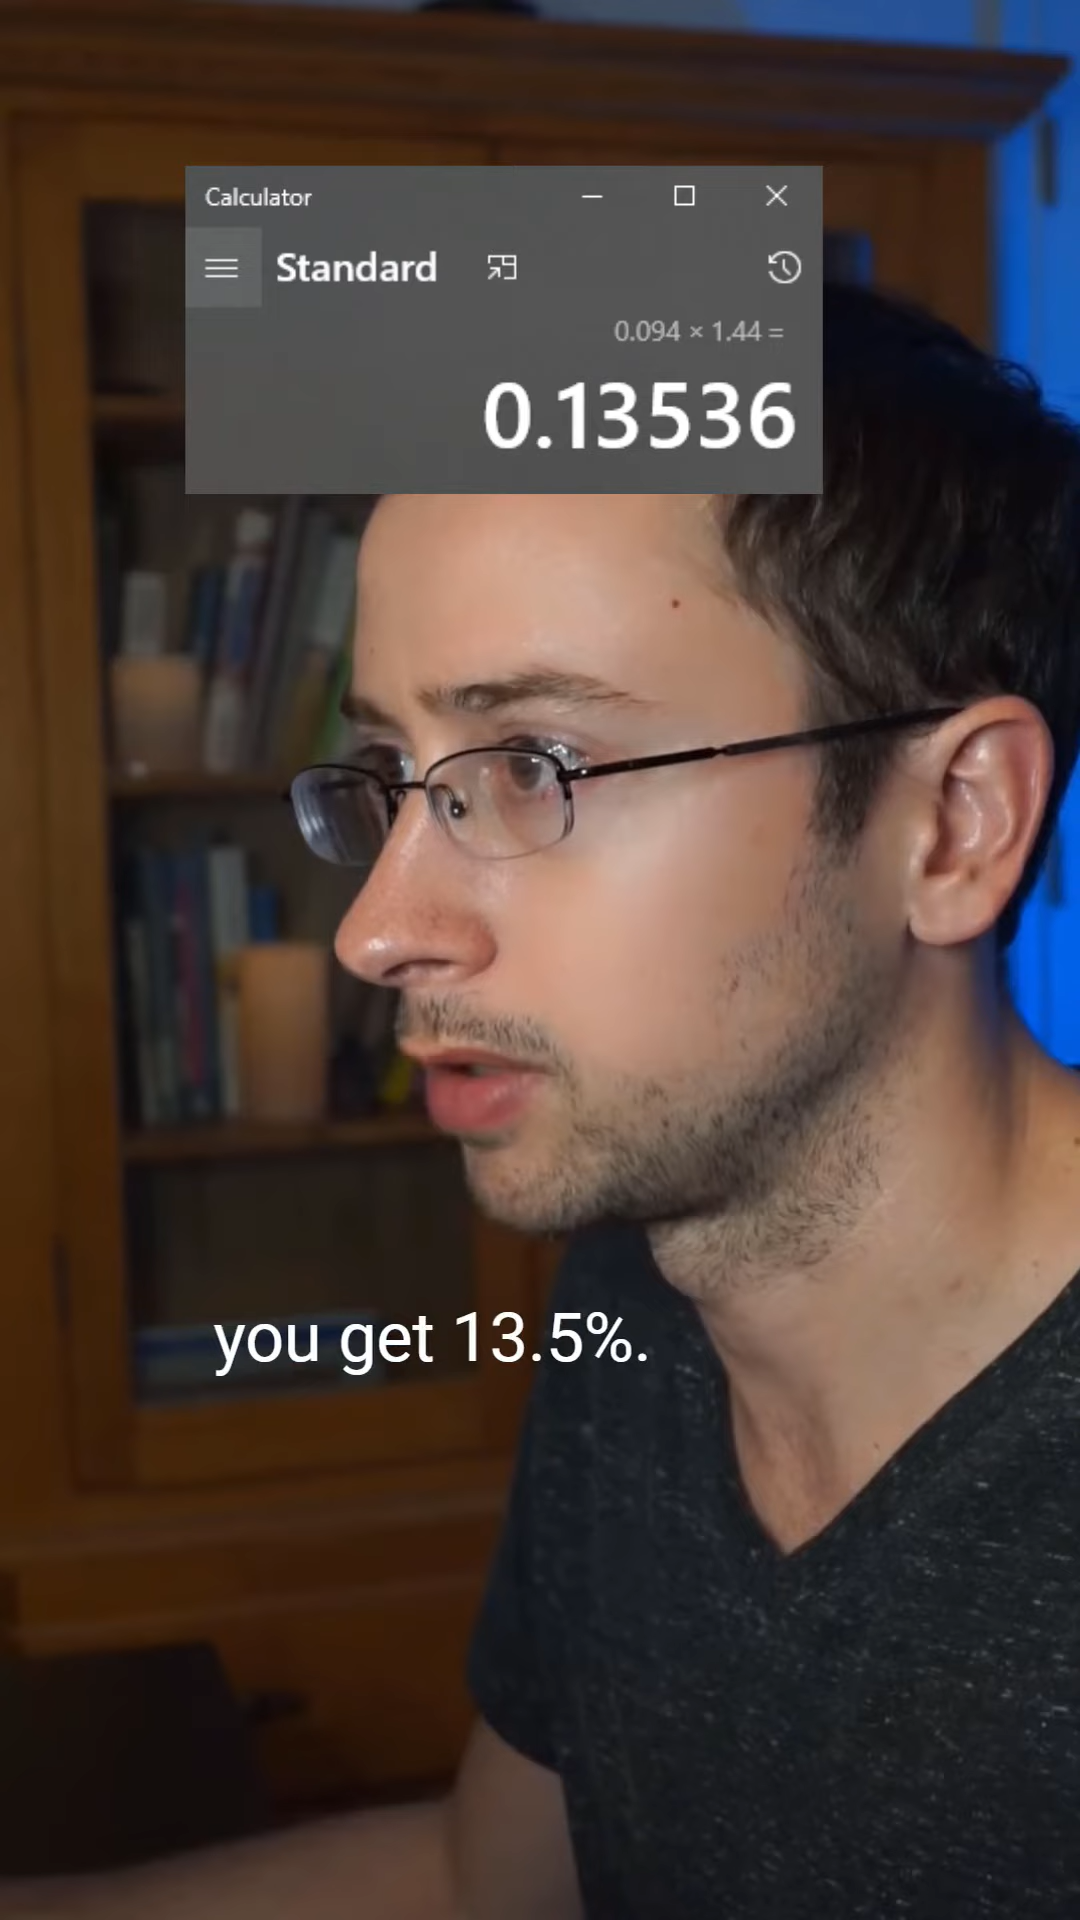 Calculator
Standard
0.094 × 1.44 =
0.13536
you get 13.5%.